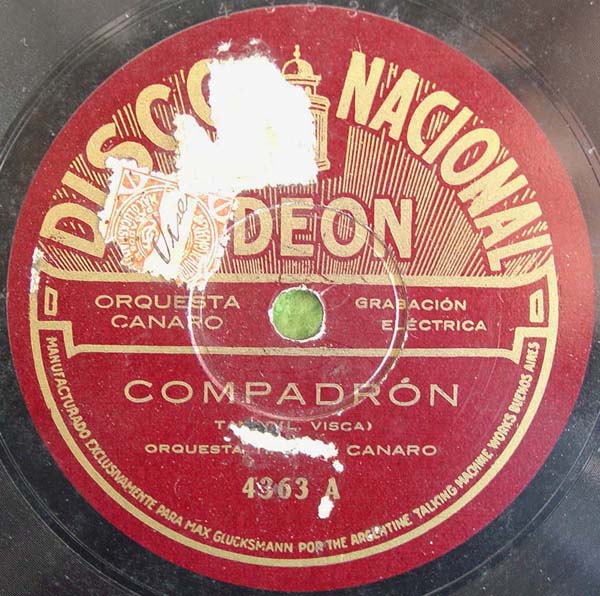 DISCO NACIONAL
DEON
ORQUESTA CANARO
GRABACIÓN ELÉCTRICA
COMPADRÓN
(L. VISCA)
ORQUESTA CANARO
MANUFACTURADO EXCLUSIVAMENTE PARA MAX GLUCKSMANN POR THE ARGENTINE TALKING MACHINE WORKS BUENOS AIRES